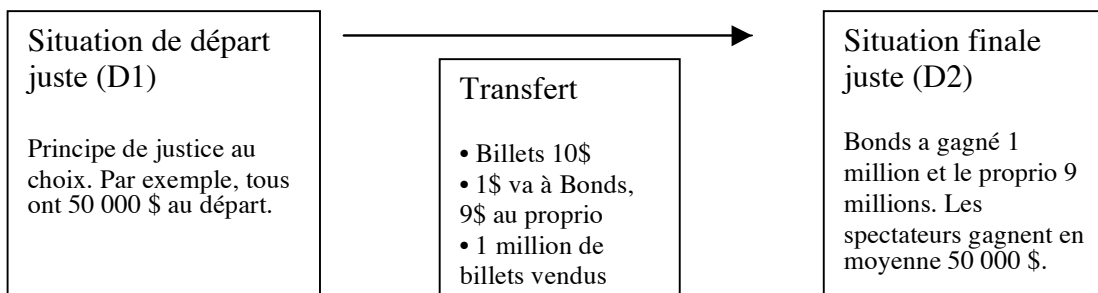 Situation de départ
juste (D1)
Principe de justice au
choix. Par exemple, tous
ont 50 000 $ au départ.
Transfert
• Billets 10$
• 1$ va à Bonds,
9$ au proprio
• 1 million de
billets vendus
Situation finale
juste (D2)
Bonds a gagné 1
million et le proprio 9
millions. Les
spectateurs gagnent en
moyenne 50 000 $.